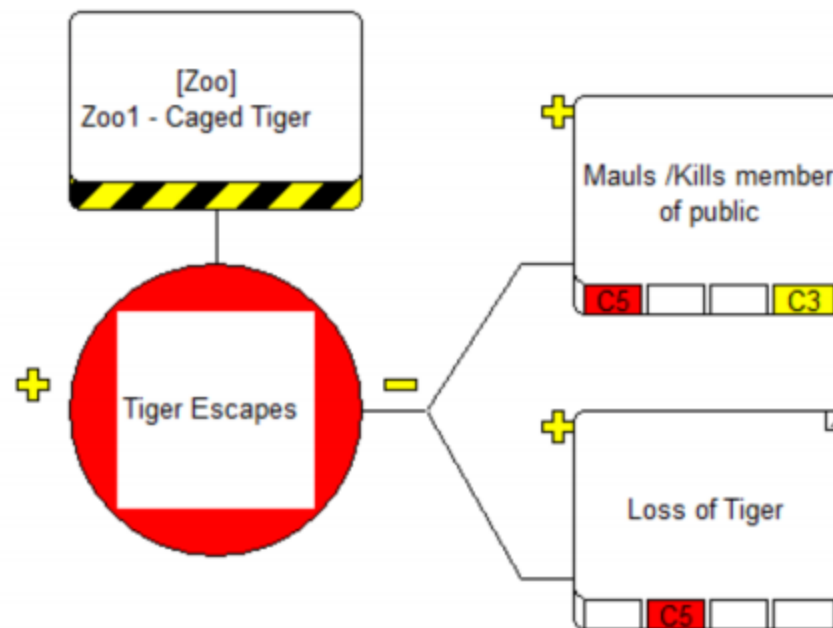 [Zoo]
Zoo1 - Caged Tiger
Mauls /Kills member
of public
C5
C3
Tiger Escapes
Loss of Tiger
C5